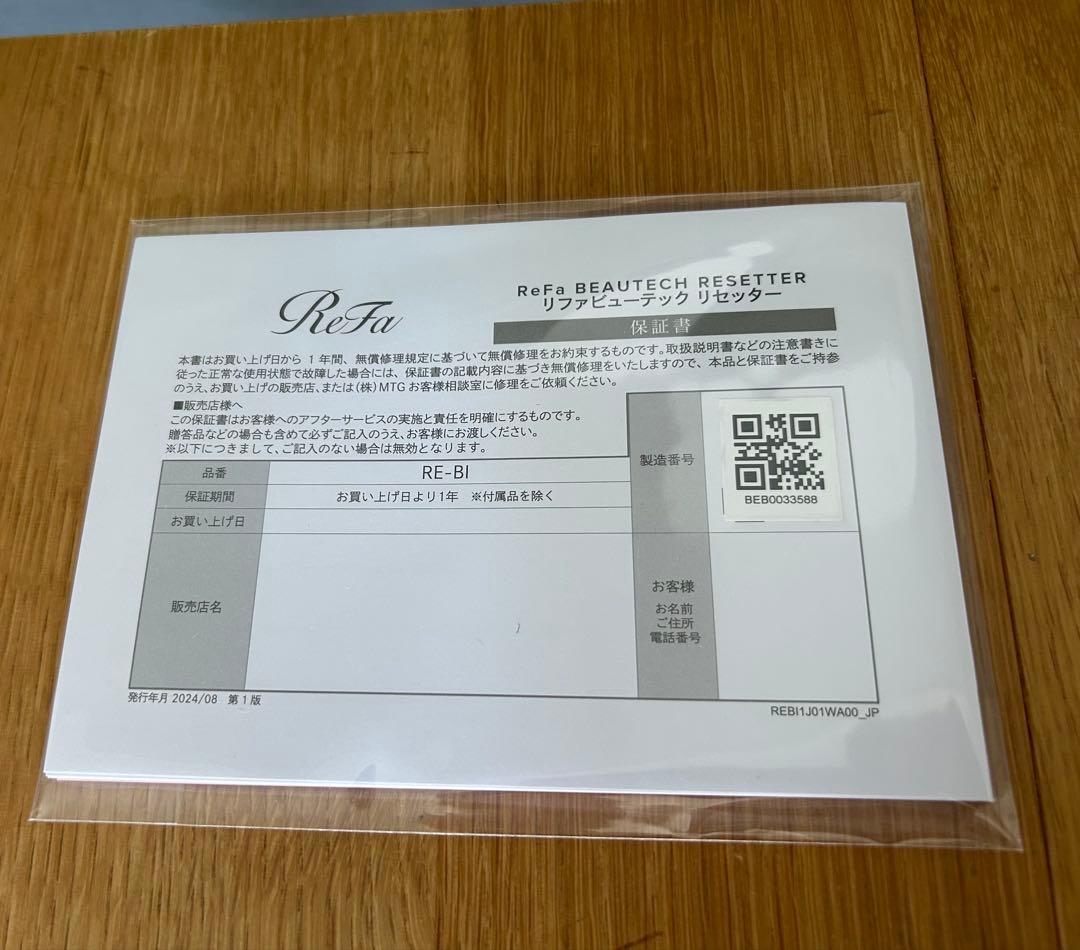 ReFa
ReFa BEAUTECH RESETTER
リファビューテック リセッター
保証書
本書はお買い上げ日から 1 年間、無償修理規定に基づいて無償修理をお約束するものです。取扱説明書などの注意書きに
従った正常な使用状態で故障した場合には、保証書の記載内容に基づき無償修理をいたしますので、本品と保証書をご持参
のうえ、お買い上げの販売店、または(株)MTG お客様相談室に修理をご依頼ください。
■販売店様へ
この保証書はお客様へのアフターサービスの実施と責任を明確にするものです。
贈答品などの場合も含めて必ずご記入のうえ、お客様にお渡しください。
※以下につきまして、ご記入のない場合は無効となります。
品番 RE-BI
保証期間 お買い上げ日より1年 ※付属品を除く
お買い上げ日
販売店名
製造番号
BEB0033588
お客様
お名前
ご住所
電話番号
発行年月 2024/08 第1版
REBI1J01WA00_JP